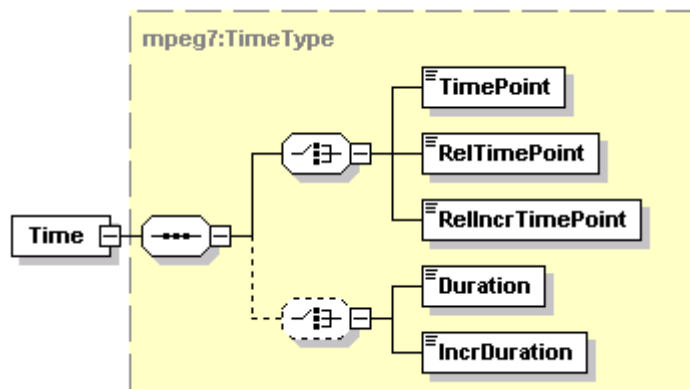 mpeg7:TimeType
TimePoint
RelTimePoint
RelIncrTimePoint
Time
Duration
IncrDuration